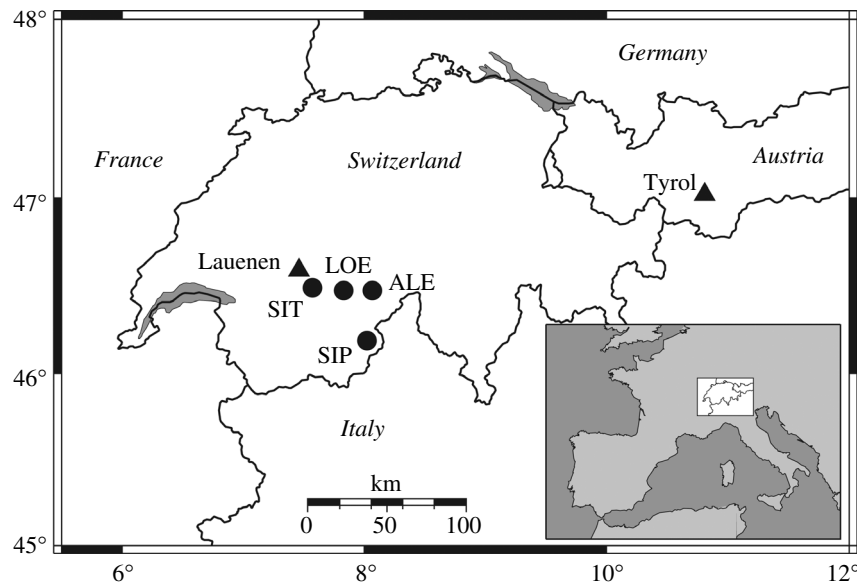 48°
Germany
France
Switzerland
Austria
Tyrol
47°
Lauenen
LOE
ALE
SIT
SIP
46°
Italy
km
0 50 100
45°
6° 8° 10° 12°